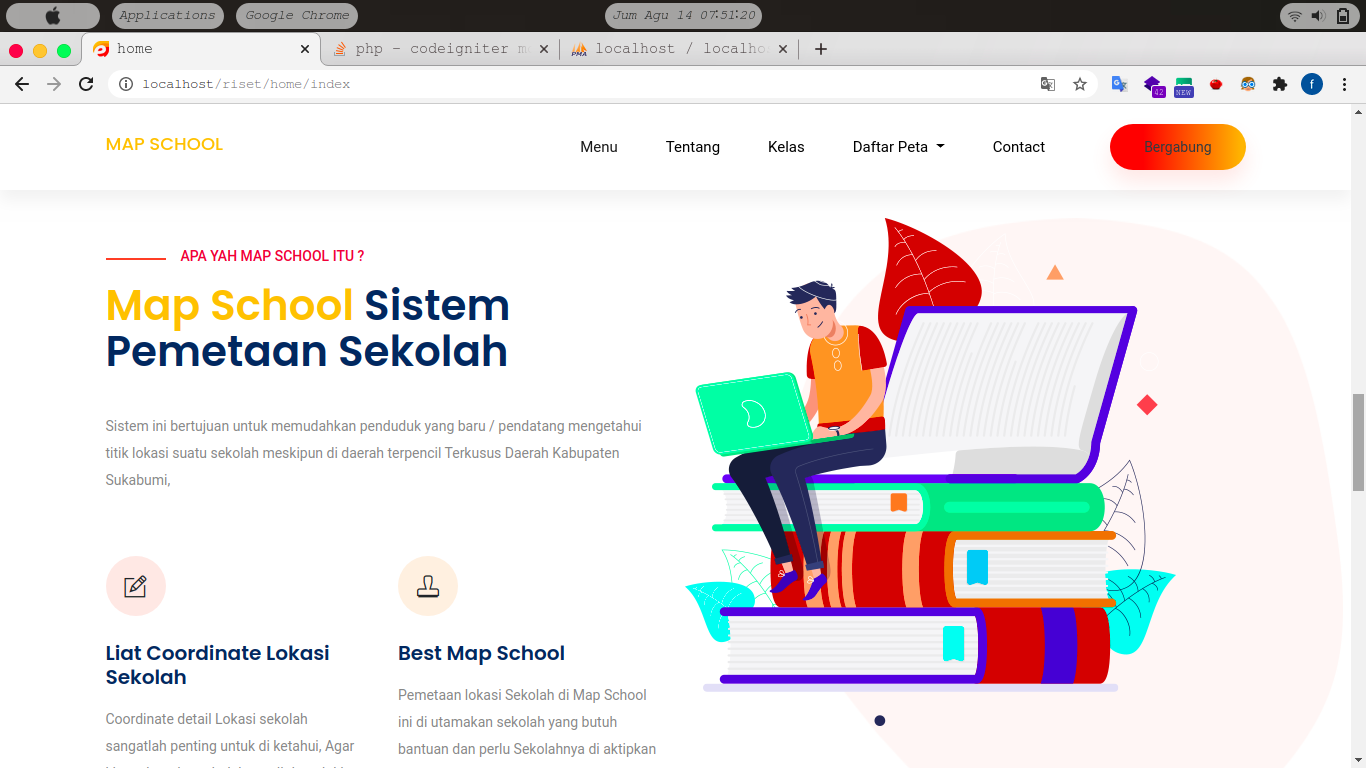 Applications
Google Chrome
Jum Agu 14 07:51:20
home
php - codeigniter
localhost / localho
localhost/riset/home/index
42
NEW
f
MAP SCHOOL
Menu
Tentang
Kelas
Daftar Peta
Contact
Bergabung
APA YAH MAP SCHOOL ITU ?
Map School Sistem
Pemetaan Sekolah
Sistem ini bertujuan untuk memudahkan penduduk yang baru / pendatang mengetahui
titik lokasi suatu sekolah meskipun di daerah terpencil Terkusus Daerah Kabupaten
Sukabumi,
Liat Coordinate Lokasi
Sekolah
Coordinate detail Lokasi sekolah
sangatlah penting untuk di ketahui, Agar
Best Map School
Pemetaan lokasi Sekolah di Map School
ini di utamakan sekolah yang butuh
bantuan dan perlu Sekolahnya di aktipkan